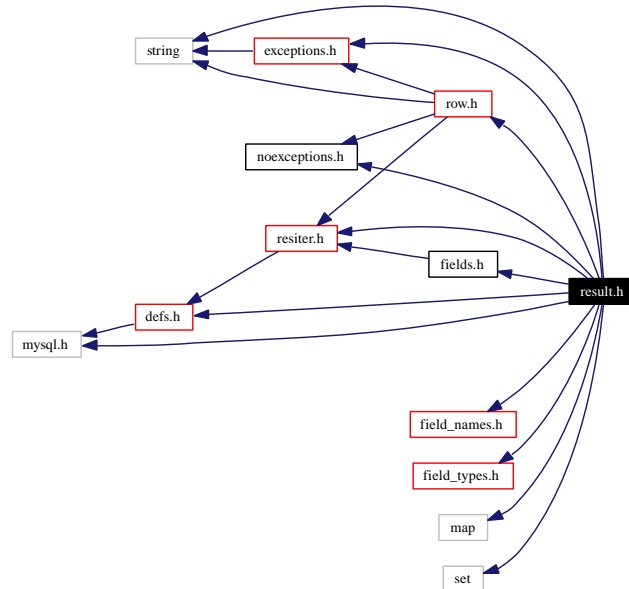 string
exceptions.h
row.h
noexceptions.h
resiter.h
fields.h
result.h
defs.h
mysql.h
field_names.h
field_types.h
map
set